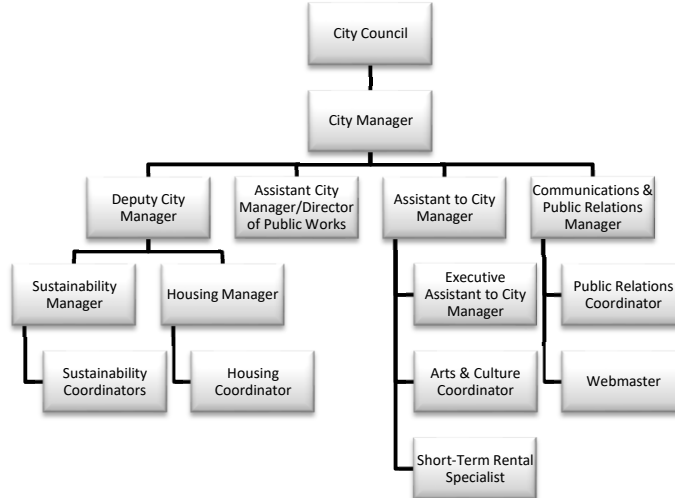 City Council
City Manager
Deputy City
Manager
Assistant City
Manager/Director
of Public Works
Assistant to City
Manager
Communications &
Public Relations
Manager
Sustainability
Manager
Housing Manager
Executive
Assistant to City
Manager
Public Relations
Coordinator
Sustainability
Coordinators
Housing
Coordinator
Arts & Culture
Coordinator
Webmaster
Short-Term Rental
Specialist